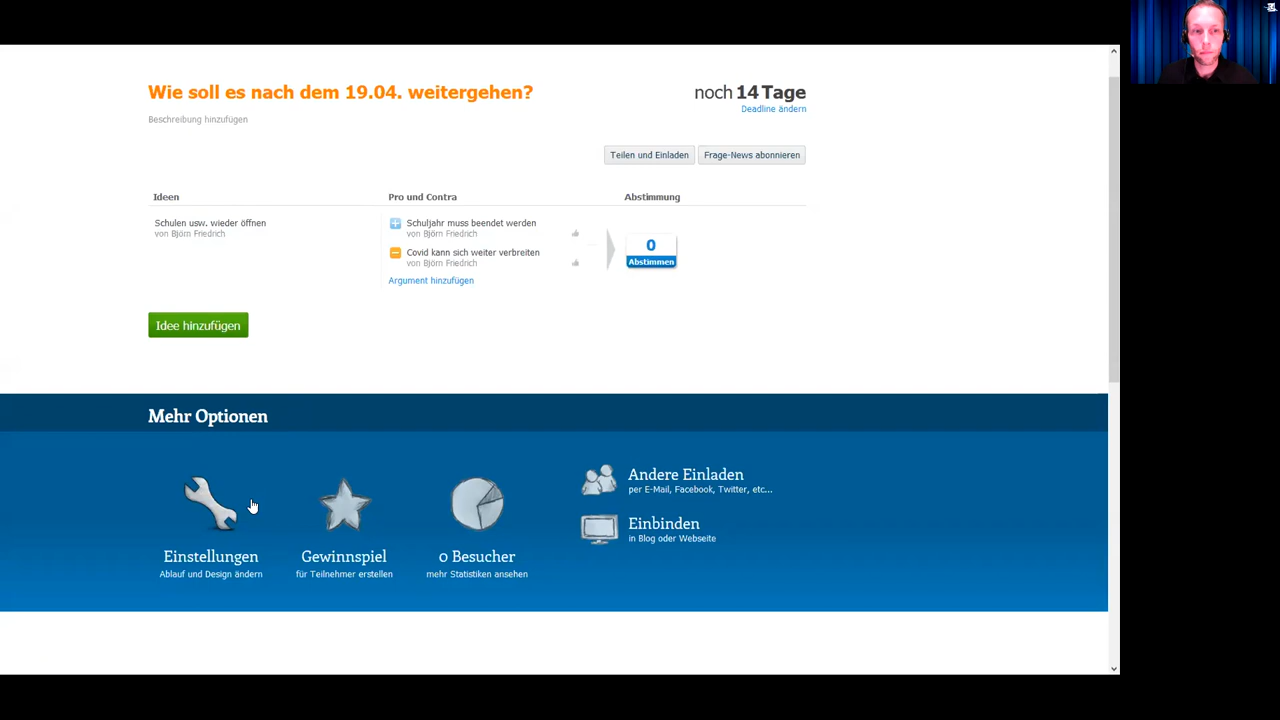 Wie soll es nach dem 19.04. weitergehen?
noch 14 Tage
Deadline ändern
Beschreibung hinzufügen
Teilen und Einladen
Frage-News abonnieren
Ideen
Pro und Contra
Abstimmung
Schulen usw. wieder öffnen
von Björn Friedrich
Schuljahr muss beendet werden
von Björn Friedrich
Covid kann sich weiter verbreiten
von Björn Friedrich
Argument hinzufügen
0
Abstimmen
Idee hinzufügen
Mehr Optionen
Einstellungen
Ablauf und Design ändern
Gewinnspiel
für Teilnehmer erstellen
0 Besucher
mehr Statistiken ansehen
Andere Einladen
per E-Mail, Facebook, Twitter, etc...
Einbinden
in Blog oder Webseite